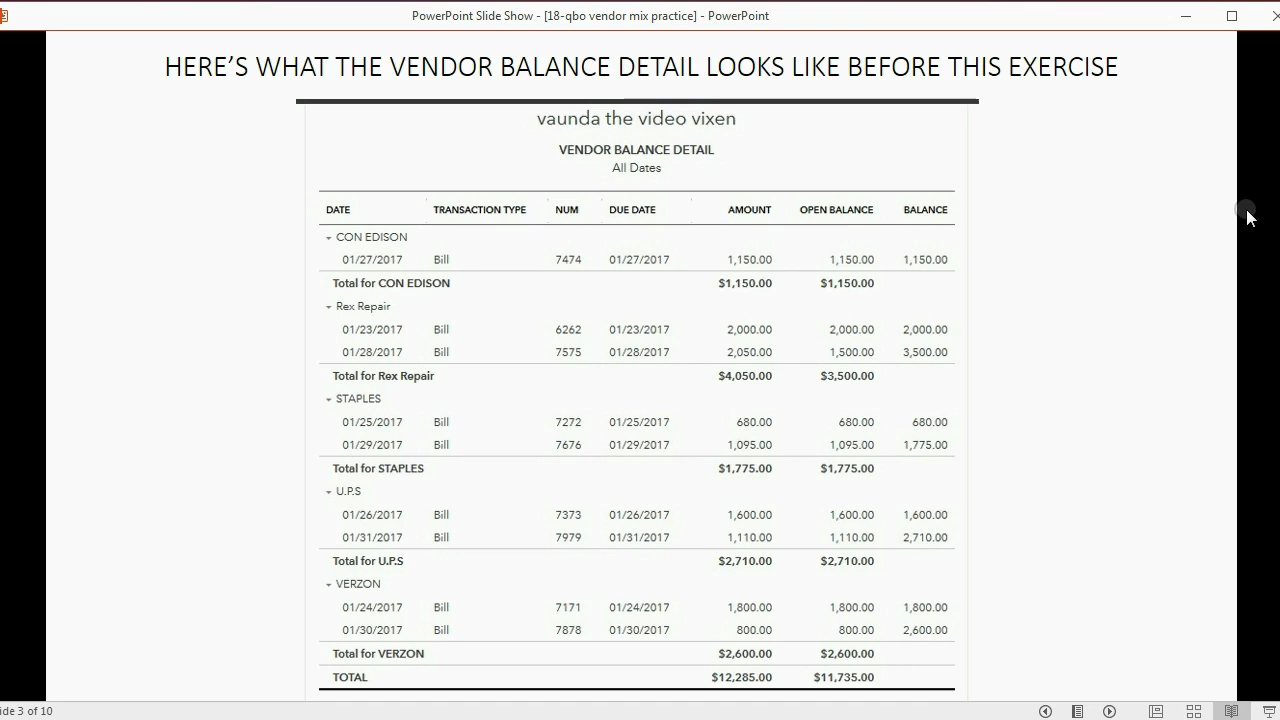 PowerPoint Slide Show - [18-qbo vendor mix practice] - PowerPoint
HERE'S WHAT THE VENDOR BALANCE DETAIL LOOKS LIKE BEFORE THIS EXERCISE
vaunda the video vixen
VENDOR BALANCE DETAIL
All Dates
DATE TRANSACTION TYPE NUM DUE DATE AMOUNT OPEN BALANCE BALANCE
CON EDISON
01/27/2017 Bill 7474 01/27/2017 1,150.00 1,150.00 1,150.00
Total for CON EDISON $1,150.00 $1,150.00
Rex Repair
01/23/2017 Bill 6262 01/23/2017 2,000.00 2,000.00 2,000.00
01/28/2017 Bill 7575 01/28/2017 2,050.00 1,500.00 3,500.00
Total for Rex Repair $4,050.00 $3,500.00
STAPLES
01/25/2017 Bill 7272 01/25/2017 680.00 680.00 680.00
01/29/2017 Bill 7676 01/29/2017 1,095.00 1,095.00 1,775.00
Total for STAPLES $1,775.00 $1,775.00
U.P.S
01/26/2017 Bill 7373 01/26/2017 1,600.00 1,600.00 1,600.00
01/31/2017 Bill 7979 01/31/2017 1,110.00 1,110.00 2,710.00
Total for U.P.S $2,710.00 $2,710.00
VERZON
01/24/2017 Bill 7171 01/24/2017 1,800.00 1,800.00 1,800.00
01/30/2017 Bill 7878 01/30/2017 800.00 800.00 2,600.00
Total for VERZON $2,600.00 $2,600.00
TOTAL $12,285.00 $11,735.00
ide 3 of 10